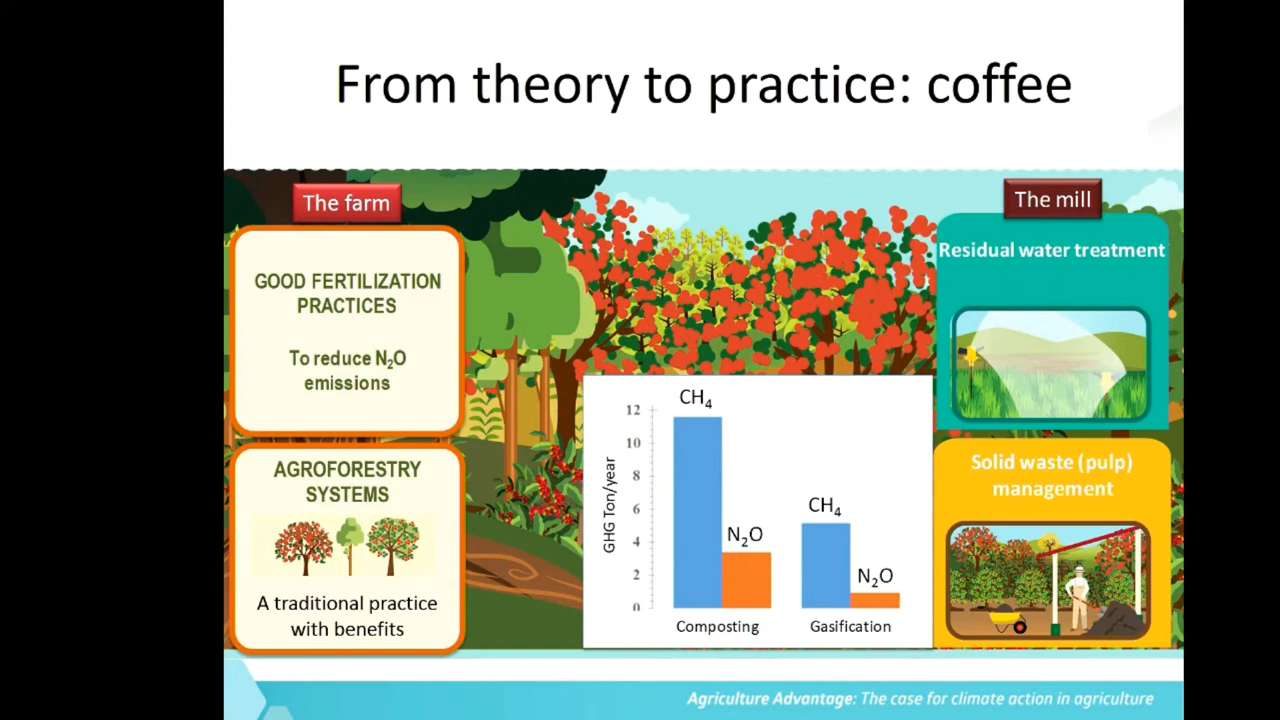 From theory to practice: coffee
The farm
GOOD FERTILIZATION
PRACTICES
To reduce N₂O
emissions
AGROFORESTRY
SYSTEMS
A traditional practice
with benefits
GHG Ton/year
12
10
8
6
4
2
0
CH₄
N₂O
CH₄
N₂O
Composting
Gasification
The mill
Residual water treatment
Solid waste (pulp)
management
Agriculture Advantage: The case for climate action in agriculture